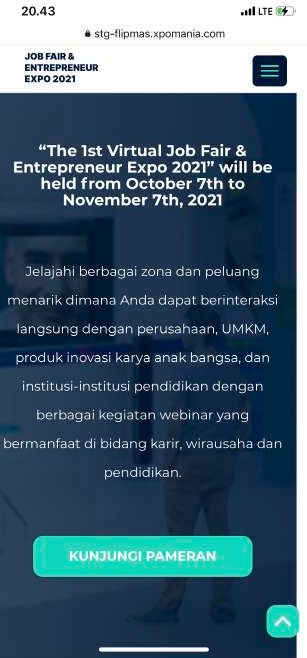 20.43
LTE
stg-flipmas.xpomania.com
JOB FAIR &
ENTREPRENEUR
EXPO 2021
“The 1st Virtual Job Fair &
Entrepreneur Expo 2021” will be
held from October 7th to
November 7th, 2021
Jelajahi berbagai zona dan peluang
menarik dimana Anda dapat berinteraksi
langsung dengan perusahaan, UMKM,
produk inovasi karya anak bangsa, dan
institusi-institusi pendidikan dengan
berbagai kegiatan webinar yang
bermanfaat di bidang karir, wirausaha dan
pendidikan.
KUNJUNGI PAMERAN